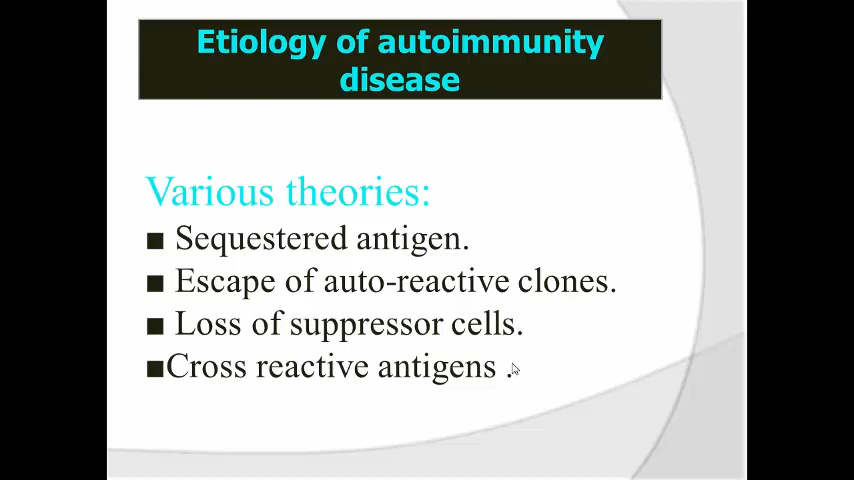 Etiology of autoimmunity
disease
Various theories:
■ Sequestered antigen.
■ Escape of auto-reactive clones.
■ Loss of suppressor cells.
■Cross reactive antigens .